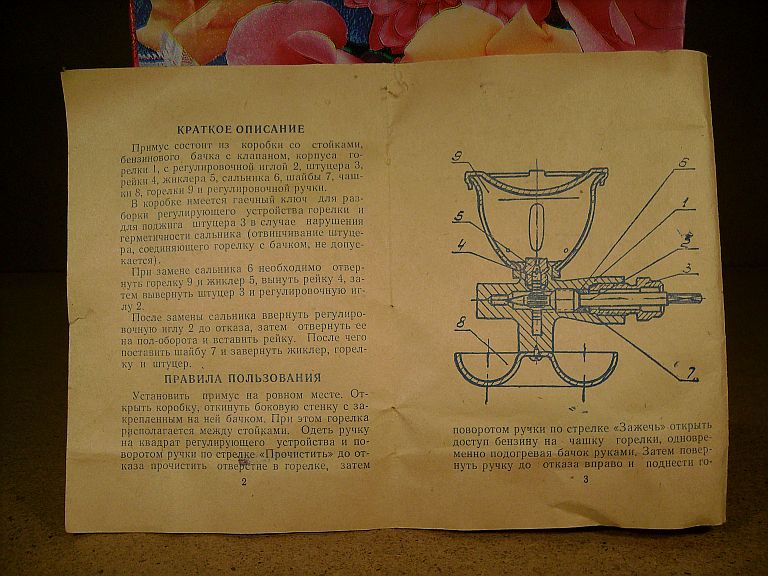 КРАТКОЕ ОПИСАНИЕ
Примус состоит из коробки со стойками,
бензинового бачка с клапаном, корпуса го-
релки 1, с регулировочной иглой 2, штуцера 3,
рейки 4, жиклера 5, сальника 6, шайбы 7, чаш-
ки 8, горелки 9 и регулировочной ручки.
В коробке имеется гаечный ключ для раз-
борки регулирующего устройства горелки и
для поджига штуцера 3 в случае нарушения
герметичности сальника (отвинчивание штуце-
ра, соединяющего горелку с бачком, не допус-
кается).
При замене сальника 6 необходимо отвер-
нуть горелку 9 и жиклер 5, вынуть рейку 4, за-
тем вывернуть штуцер 3 и регулировочную иг-
лу 2.
После замены сальника ввернуть регулиро-
вочную иглу 2 до отказа, затем отвернуть ее
на пол-оборота и вставить рейку. После чего
поставить шайбу 7 и завернуть жиклер, горел-
ку и штуцер.
ПРАВИЛА ПОЛЬЗОВАНИЯ
Установить примус на ровном месте. От-
крыть коробку, откинуть боковую стенку с за-
крепленным на ней бачком. При этом горелка
располагается между стойками. Одеть ручку
на квадрат регулирующего устройства и по-
воротом ручки по стрелке «Прочистить» до от-
каза прочистить отверстие в горелке, затем
2
9
5
4
8
6
1
2
3
7
поворотом ручки по стрелке «Зажечь» открыть
доступ бензину на чашку горелки, одновре-
менно подогревая бачок руками. Затем повер-
нуть ручку до отказа вправо и поднести го-
3